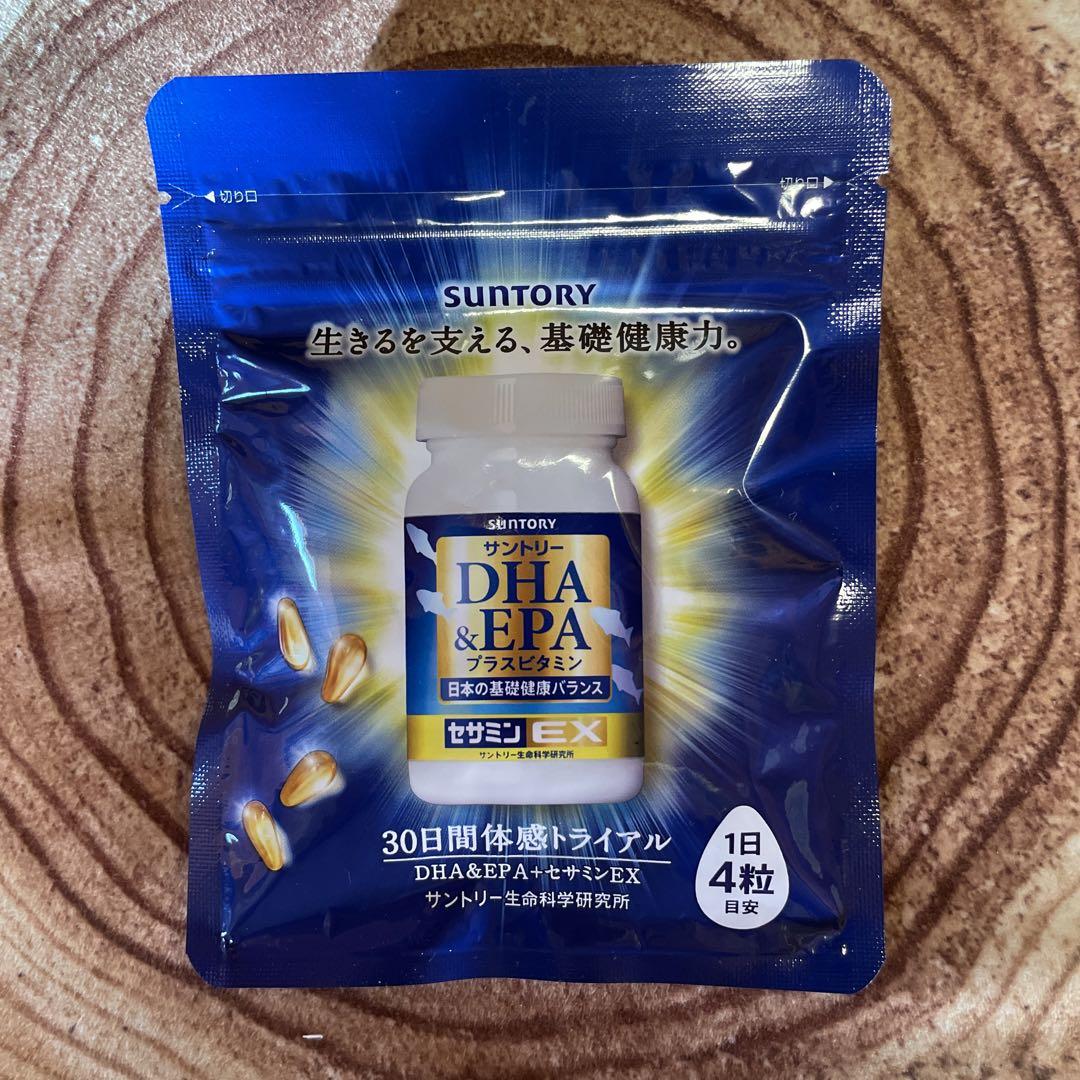 ◀切り口
切り口▶
SUNTORY
生きるを支える、基礎健康力。
SUNTORY
サントリー
DHA
&EPA
プラスビタミン
日本の基礎健康バランス
セサミンEX
サントリー生命科学研究所
30日間体感トライアル
DHA&EPA+セサミンEX
サントリー生命科学研究所
1日
4粒
目安